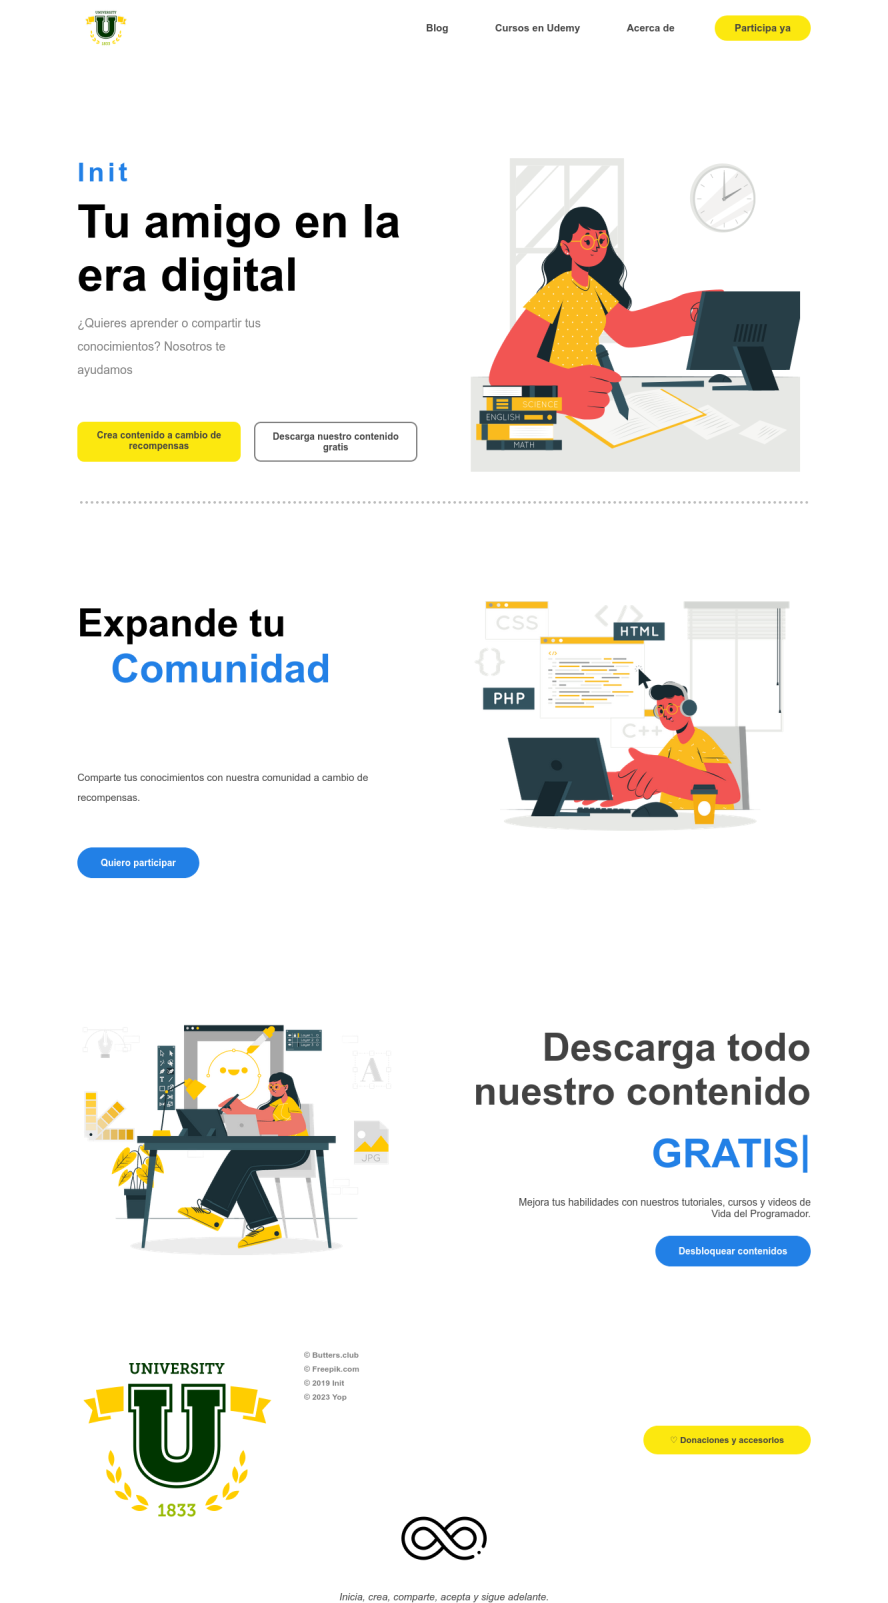 UNIVERSITY
U
1833
Blog
Cursos en Udemy
Acerca de
Participa ya
Init
Tu amigo en la
era digital
¿Quieres aprender o compartir tus
conocimientos? Nosotros te
ayudamos
Crea contenido a cambio de
recompensas
Descarga nuestro contenido
gratis
SCIENCE
ENGLISH
MATH
Expande tu
Comunidad
Comparte tus conocimientos con nuestra comunidad a cambio de
recompensas.
Quiero participar
CSS
</>
HTML
{}
PHP
C++
A
JPG
Descarga todo
nuestro contenido
GRATIS|
Mejora tus habilidades con nuestros tutoriales, cursos y videos de
Vida del Programador.
Desbloquear contenidos
UNIVERSITY
U
1833
© Butters.club
© Freepik.com
© 2019 Init
© 2023 Yop
♡ Donaciones y accesorios
Inicia, crea, comparte, acepta y sigue adelante.